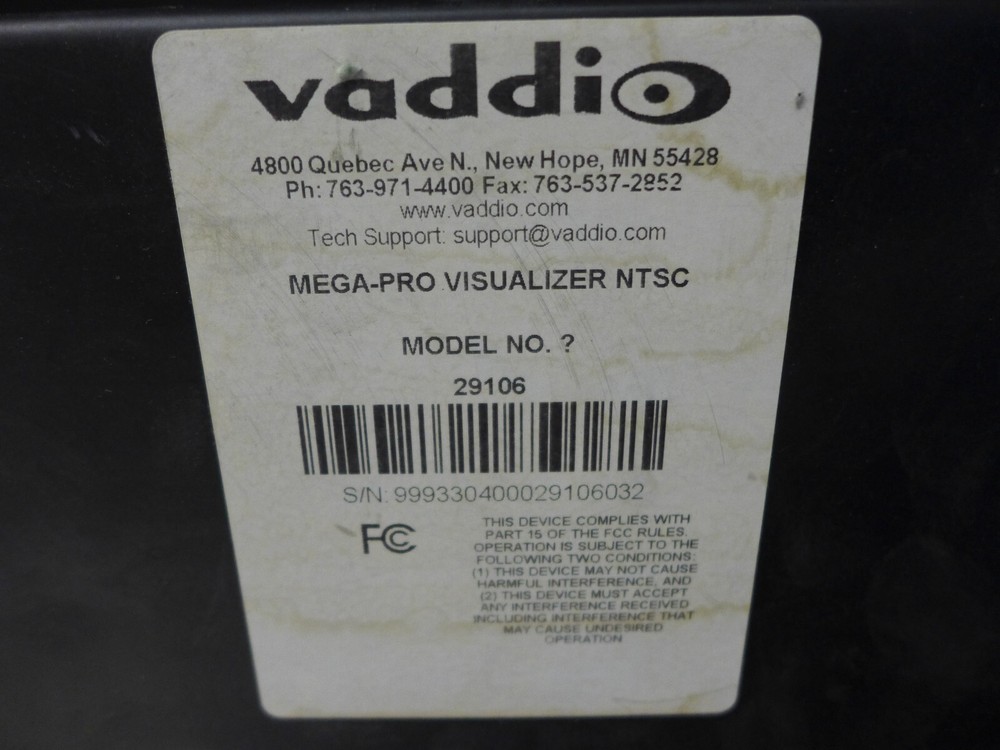 vaddio
4800 Quebec Ave N., New Hope, MN 55428
Ph: 763-971-4400 Fax: 763-537-2852
www.vaddio.com
Tech Support: support@vaddio.com
MEGA-PRO VISUALIZER NTSC
MODEL NO. ?
29106
S/N: 999330400029106032
FC
THIS DEVICE COMPLIES WITH
PART 15 OF THE FCC RULES.
OPERATION IS SUBJECT TO THE
FOLLOWING TWO CONDITIONS:
(1) THIS DEVICE MAY NOT CAUSE
HARMFUL INTERFERENCE, AND
(2) THIS DEVICE MUST ACCEPT
ANY INTERFERENCE RECEIVED
INCLUDING INTERFERENCE THAT
MAY CAUSE UNDESIRED
OPERATION